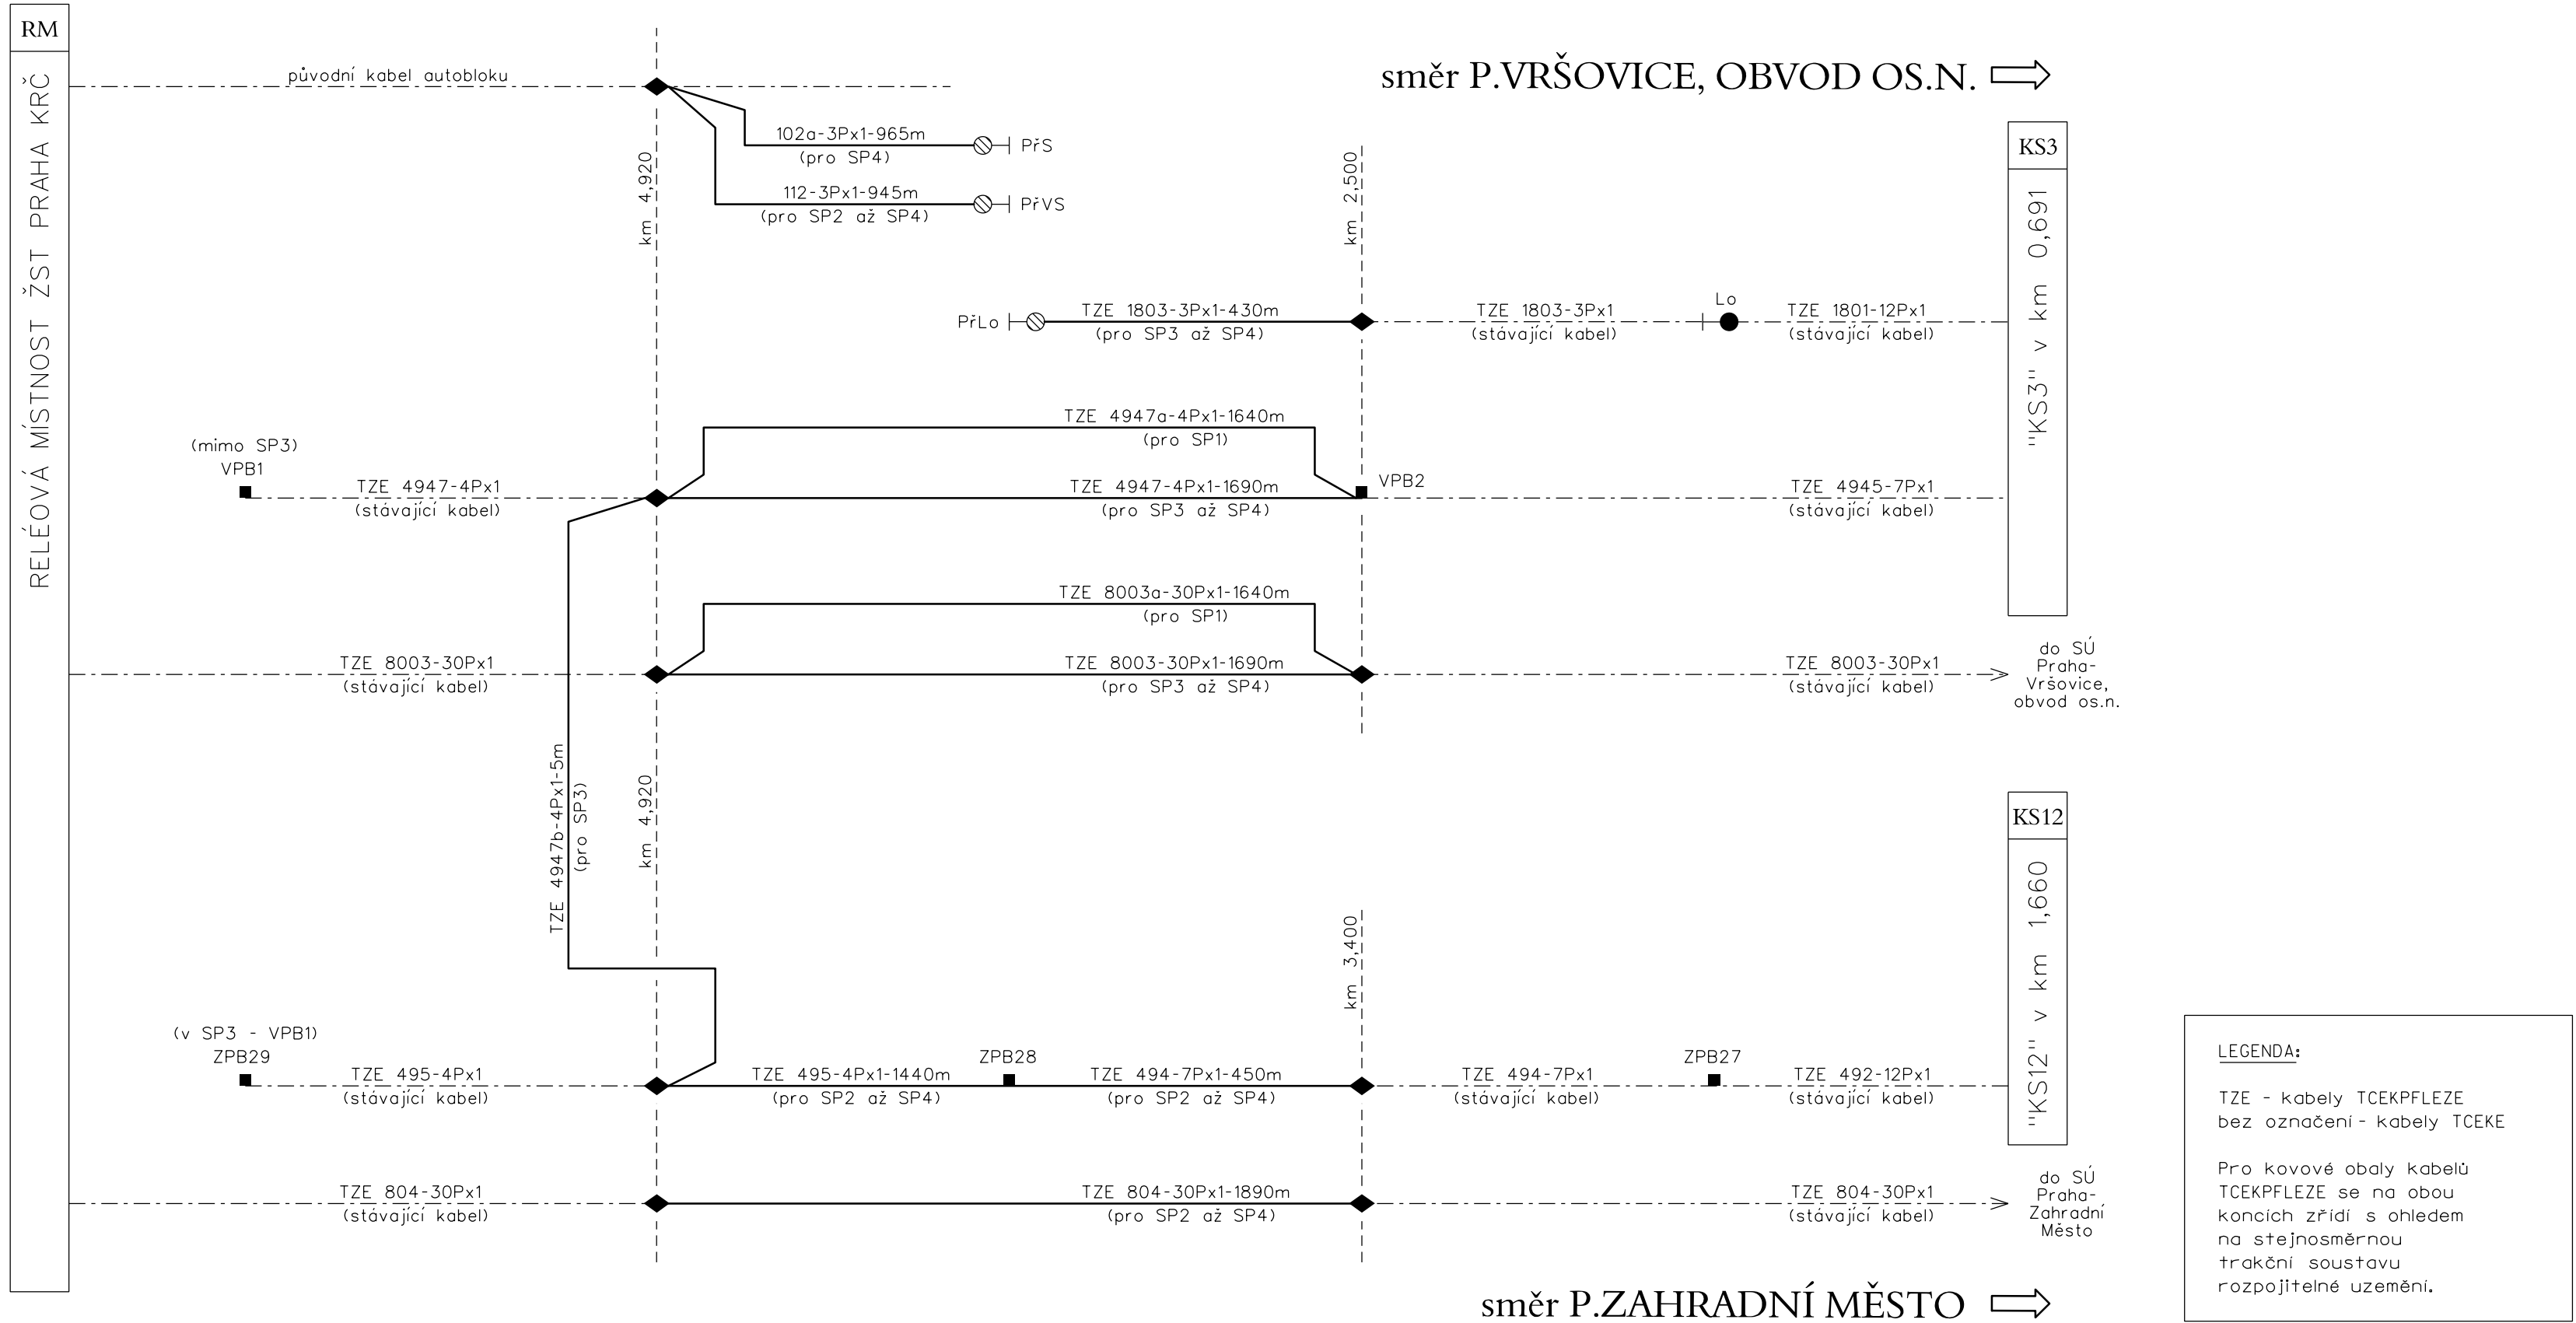 RM
RELÉOVÁ MÍSTNOST ŽST PRAHA KRČ
původní kabel autobloku
směr P.VRŠOVICE, OBVOD OS.N.
km 4,920
102a-3Px1-965m
(pro SP4)
PřS
112-3Px1-945m
(pro SP2 až SP4)
PřVS
km 2,500
KS3
"KS3" v km 0,691
PřLo
TZE 1803-3Px1-430m
(pro SP3 až SP4)
TZE 1803-3Px1
(stávající kabel)
Lo
TZE 1801-12Px1
(stávající kabel)
TZE 4947a-4Px1-1640m
(pro SP1)
(mimo SP3)
VPB1
TZE 4947-4Px1
(stávající kabel)
TZE 4947-4Px1-1690m
(pro SP3 až SP4)
VPB2
TZE 4945-7Px1
(stávající kabel)
TZE 8003a-30Px1-1640m
(pro SP1)
TZE 8003-30Px1
(stávající kabel)
TZE 8003-30Px1-1690m
(pro SP3 až SP4)
TZE 8003-30Px1
(stávající kabel)
do SÚ
Praha-
Vršovice,
obvod os.n.
TZE 4947b-4Px1-5m
(pro SP3)
km 4,920
km 3,400
KS12
"KS12" v km 1,660
(v SP3 - VPB1)
ZPB29
TZE 495-4Px1
(stávající kabel)
TZE 495-4Px1-1440m
(pro SP2 až SP4)
ZPB28
TZE 494-7Px1-450m
(pro SP2 až SP4)
TZE 494-7Px1
(stávající kabel)
ZPB27
TZE 492-12Px1
(stávající kabel)
TZE 804-30Px1
(stávající kabel)
TZE 804-30Px1-1890m
(pro SP2 až SP4)
TZE 804-30Px1
(stávající kabel)
do SÚ
Praha-
Zahradní
Město
směr P.ZAHRADNÍ MĚSTO
LEGENDA:
TZE - kabely TCEKPFLEZE
bez označení - kabely TCEKE
Pro kovové obaly kabelů
TCEKPFLEZE se na obou
koncích zřídí s ohledem
na stejnosměrnou
trakční soustavu
rozpojitelné uzemění.